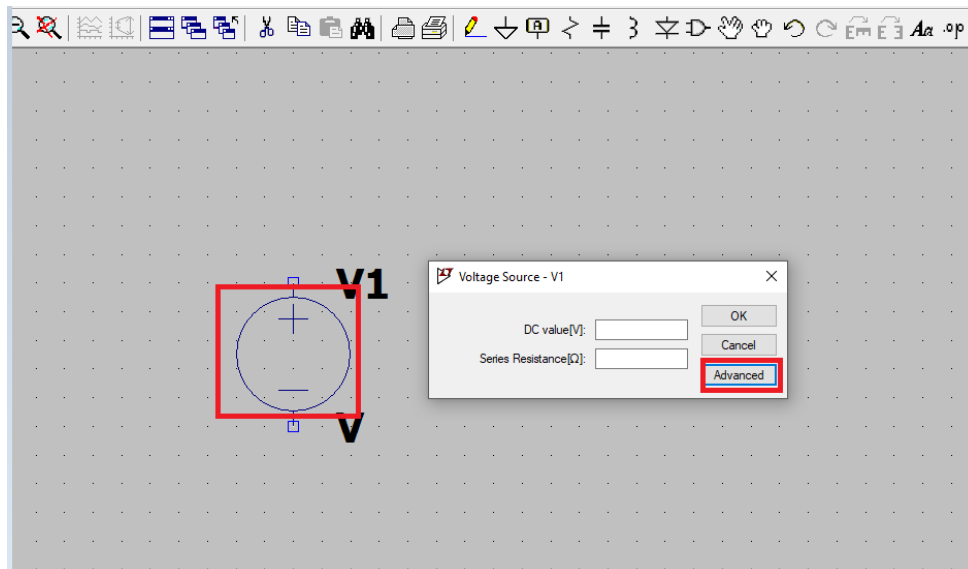 A
Aa .op
V1
Voltage Source - V1
DC value[V]:
OK
Series Resistance[Ω]:
Cancel
Advanced
V